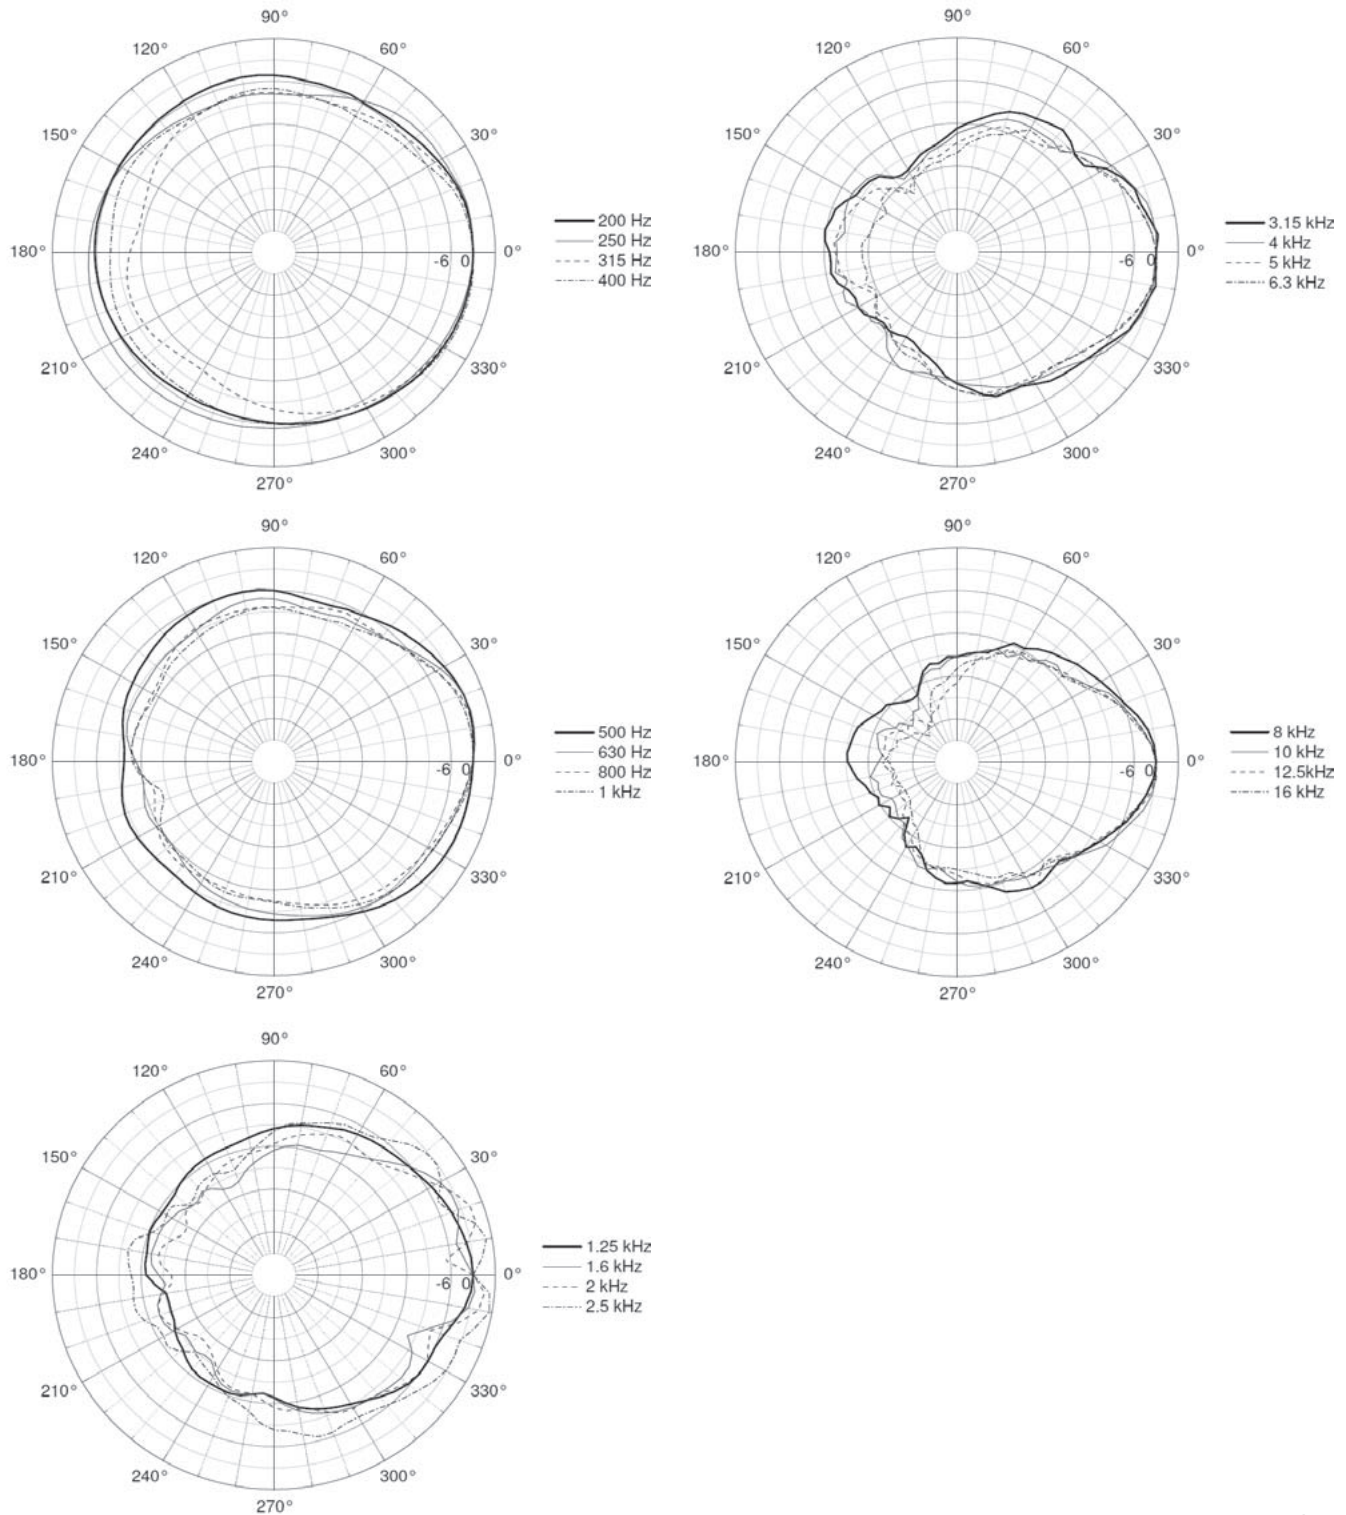 90°
120° 60°
150° 30°
180° -6 0 0°
210° 330°
240° 300°
270°
200 Hz
250 Hz
315 Hz
400 Hz
90°
120° 60°
150° 30°
180° -6 0 0°
210° 330°
240° 300°
270°
3.15 kHz
4 kHz
5 kHz
6.3 kHz
90°
120° 60°
150° 30°
180° -6 0 0°
210° 330°
240° 300°
270°
500 Hz
630 Hz
800 Hz
1 kHz
90°
120° 60°
150° 30°
180° -6 0 0°
210° 330°
240° 300°
270°
8 kHz
10 kHz
12.5kHz
16 kHz
90°
120° 60°
150° 30°
180° -6 0 0°
210° 330°
240° 300°
270°
1.25 kHz
1.6 kHz
2 kHz
2.5 kHz